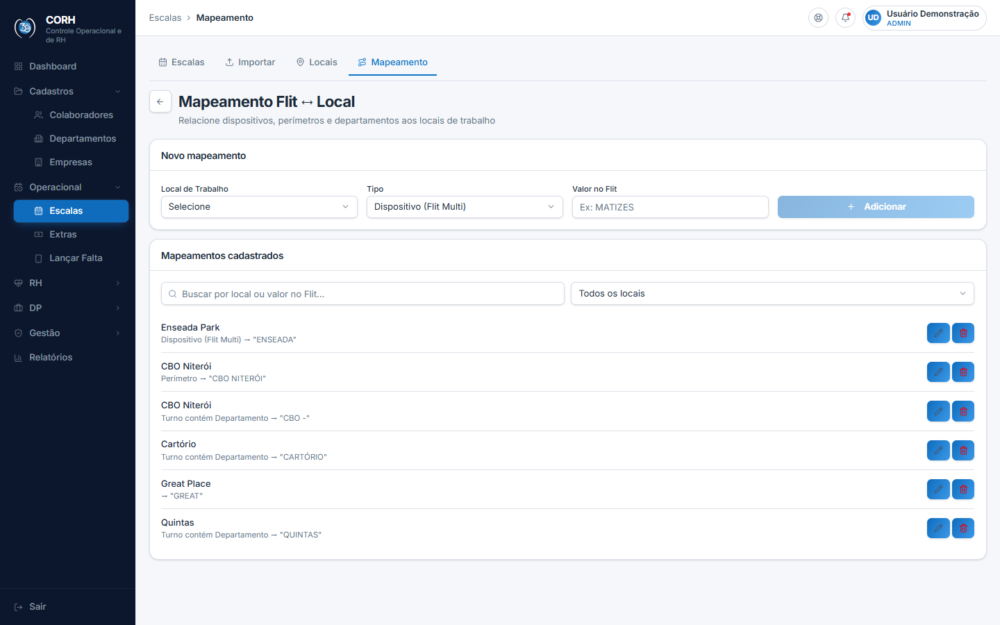 CORH
Controle Operacional e
de RH
Dashboard
Cadastros
Colaboradores
Departamentos
Empresas
Operacional
Escalas
Extras
Lançar Falta
RH
DP
Gestão
Relatórios
Sair
Escalas > Mapeamento
UD
Usuário Demonstração
ADMIN
Escalas
Importar
Locais
Mapeamento
Mapeamento Flit ↔ Local
Relacione dispositivos, perímetros e departamentos aos locais de trabalho
Novo mapeamento
Local de Trabalho
Selecione
Tipo
Dispositivo (Flit Multi)
Valor no Flit
Ex: MATIZES
+ Adicionar
Mapeamentos cadastrados
Buscar por local ou valor no Flit...
Todos os locais
Enseada Park
Dispositivo (Flit Multi) → "ENSEADA"
CBO Niterói
Perímetro → "CBO NITERÓI"
CBO Niterói
Turno contém Departamento → "CBO -"
Cartório
Turno contém Departamento → "CARTÓRIO"
Great Place
→ "GREAT"
Quintas
Turno contém Departamento → "QUINTAS"